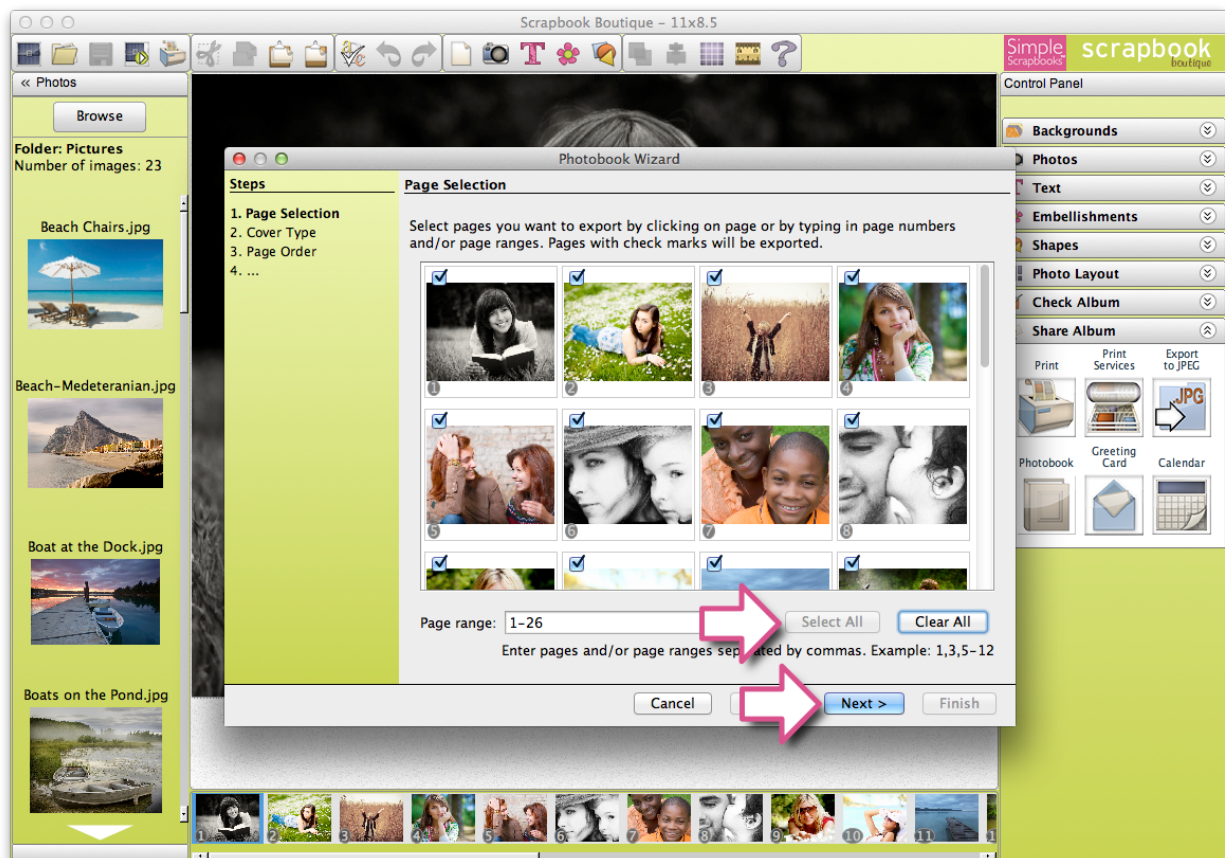 Scrapbook Boutique - 11x8.5
Simple
Scrapbooks
scrapbook
boutique
« Photos
Browse
Folder: Pictures
Number of images: 23
Beach Chairs.jpg
Beach-Medeteranian.jpg
Boat at the Dock.jpg
Boats on the Pond.jpg
Photobook Wizard
Steps
1. Page Selection
2. Cover Type
3. Page Order
4. ...
Page Selection
Select pages you want to export by clicking on page or by typing in page numbers
and/or page ranges. Pages with check marks will be exported.
1
2
3
4
5
6
7
8
Page range: 1-26
Select All
Clear All
Enter pages and/or page ranges separated by commas. Example: 1,3,5-12
Cancel
Next >
Finish
Control Panel
Backgrounds
Photos
Text
Embellishments
Shapes
Photo Layout
Check Album
Share Album
Print
Print
Services
Export
to JPEG
JPG
Photobook
Greeting
Card
Calendar
1 2 3 4 5 6 7 8 9 10 11 1